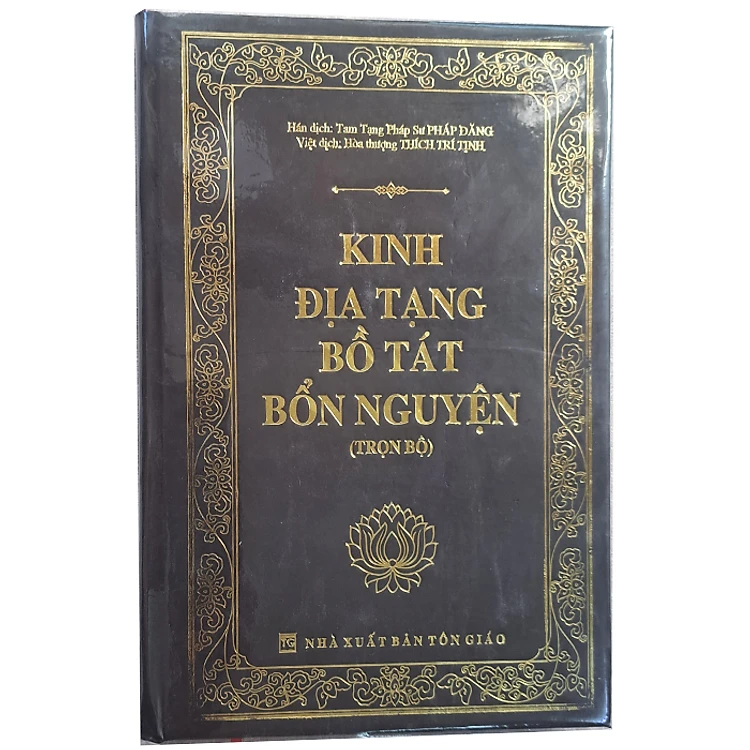 Hán dịch: Tam Tạng Pháp Sư PHÁP ĐĂNG
Việt dịch: Hòa thượng THÍCH TRÍ TỊNH
KINH
ĐỊA TẠNG
BỒ TÁT
BỔN NGUYỆN
(TRỌN BỘ)
TG NHÀ XUẤT BẢN TÔN GIÁO